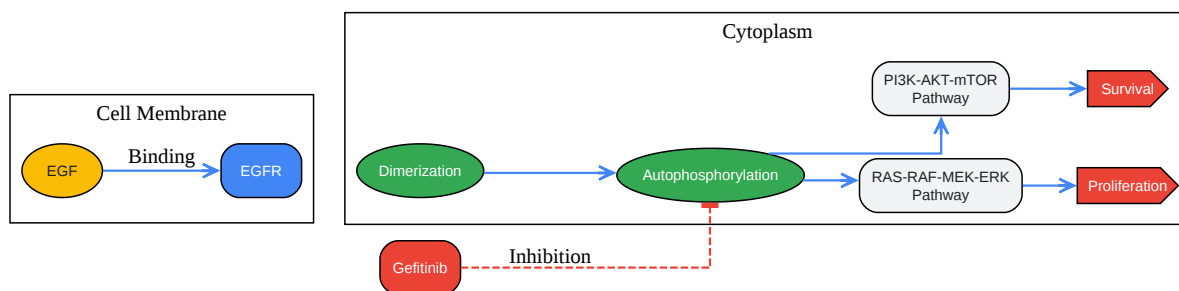 Cell Membrane
EGF
Binding
EGFR
Cytoplasm
Dimerization
Autophosphorylation
PI3K-AKT-mTOR
Pathway
Survival
RAS-RAF-MEK-ERK
Pathway
Proliferation
Gefitinib
Inhibition